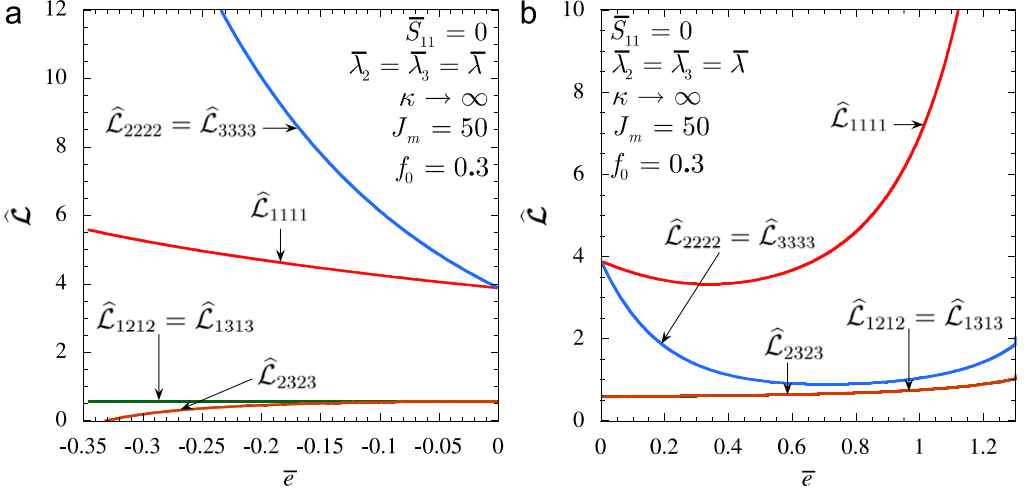 a
12
10
8
6
4
2
0
𝓛̂
S̄₁₁ = 0
λ̄₂ = λ̄₃ = λ̄
κ → ∞
Jₘ = 50
f₀ = 0.3
𝓛̂₂₂₂₂ = 𝓛̂₃₃₃₃
𝓛̂₁₁₁₁
𝓛̂₁₂₁₂ = 𝓛̂₁₃₁₃
𝓛̂₂₃₂₃
-0.35 -0.3 -0.25 -0.2 -0.15 -0.1 -0.05 0
e̅
b
10
8
6
4
2
0
𝓛̂
S̄₁₁ = 0
λ̄₂ = λ̄₃ = λ̄
κ → ∞
Jₘ = 50
f₀ = 0.3
𝓛̂₁₁₁₁
𝓛̂₂₂₂₂ = 𝓛̂₃₃₃₃
𝓛̂₁₂₁₂ = 𝓛̂₁₃₁₃
𝓛̂₂₃₂₃
0 0.2 0.4 0.6 0.8 1 1.2
e̅